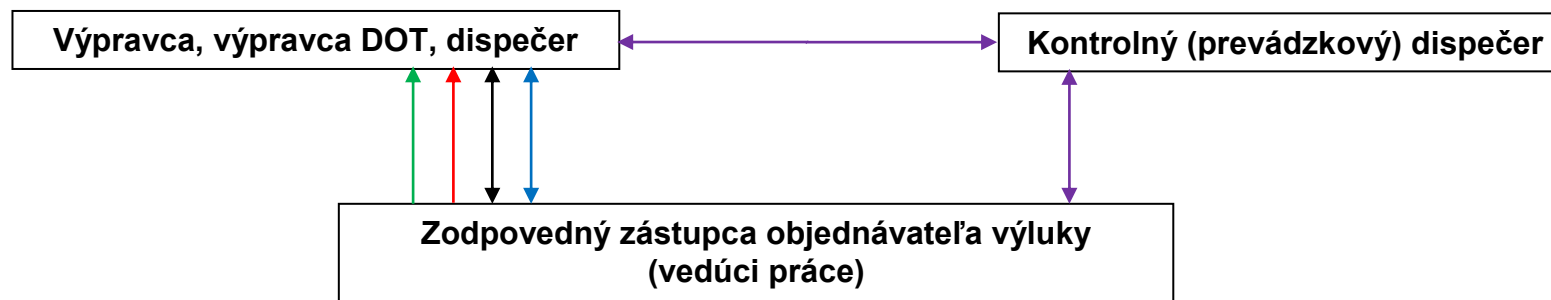 Výpravca, výpravca DOT, dispečer
Kontrolný (prevádzkový) dispečer
Zodpovedný zástupca objednávateľa výluky
(vedúci práce)